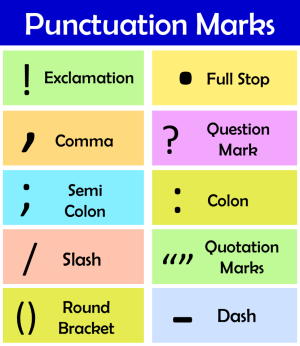 Punctuation Marks
! Exclamation
• Full Stop
, Comma
? Question
Mark
; Semi
Colon
: Colon
/ Slash
“” Quotation
Marks
() Round
Bracket
– Dash